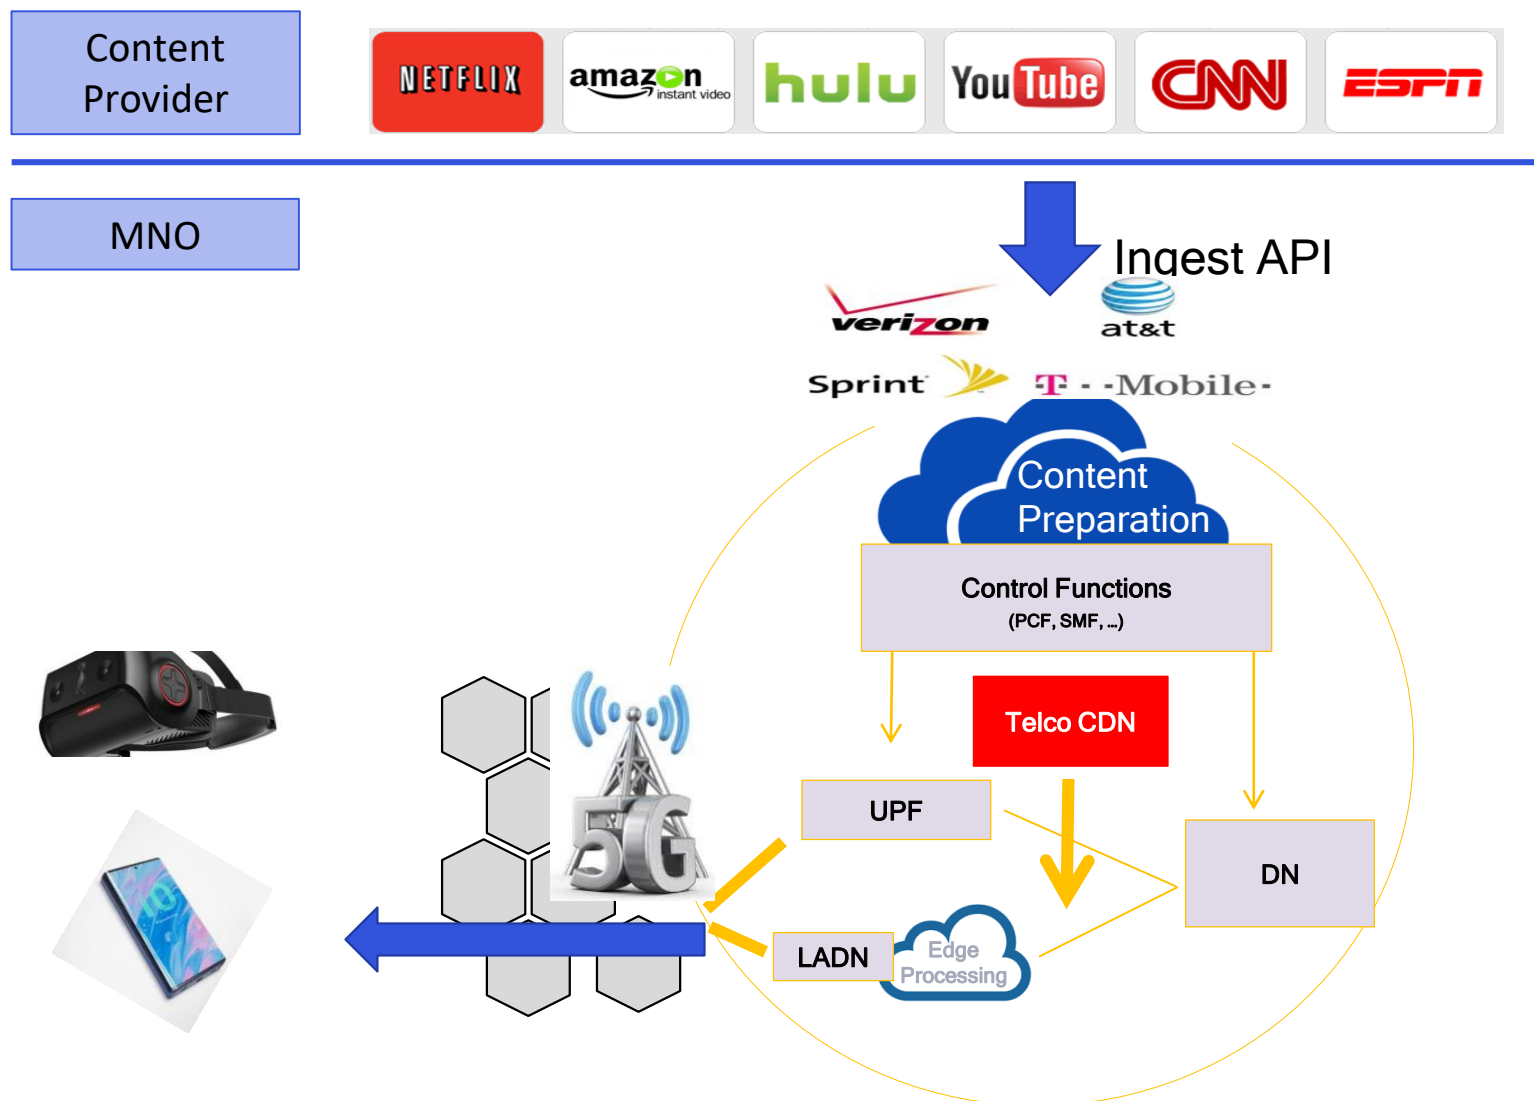 Content
Provider
NETFLIX
amazon
instant video
hulu
YouTube
CNN
ESPN
MNO
Ingest API
verizon
at&t
Sprint
T - -Mobile-
Content
Preparation
Control Functions
(PCF, SMF, …)
Telco CDN
5G
UPF
DN
LADN
Edge
Processing
10